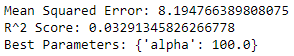 Mean Squared Error: 8.194766389808075
R^2 Score: 0.03291345826266778
Best Parameters: {'alpha': 100.0}